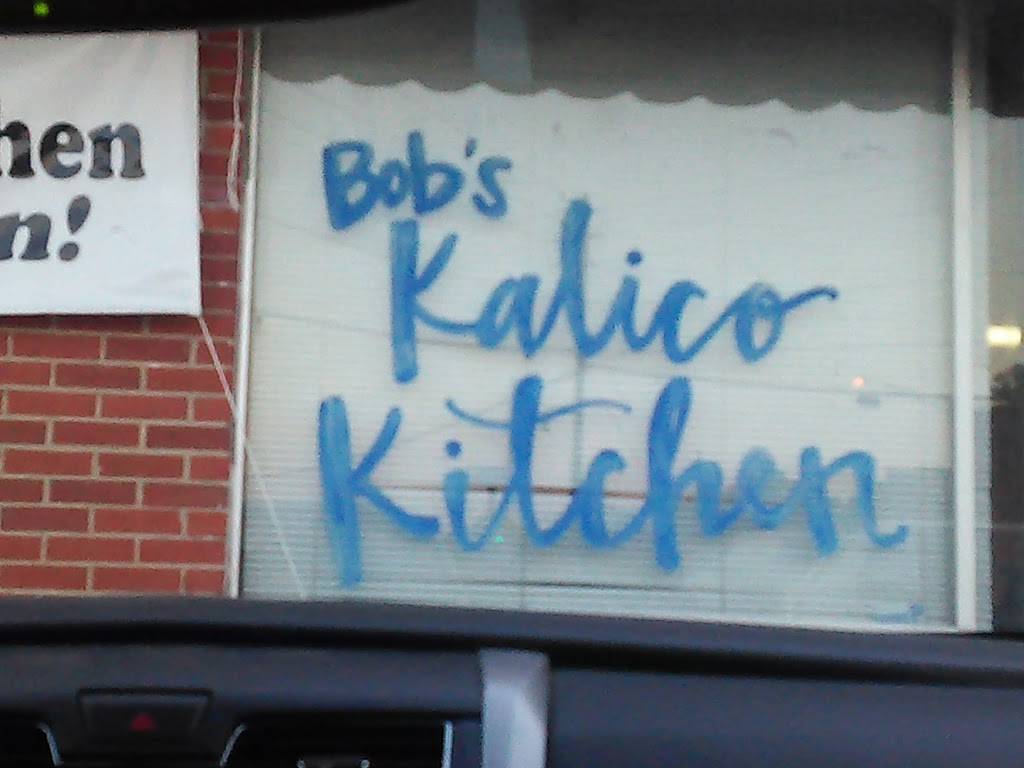 hen
n!
Bob's
Kalico
Kitchen